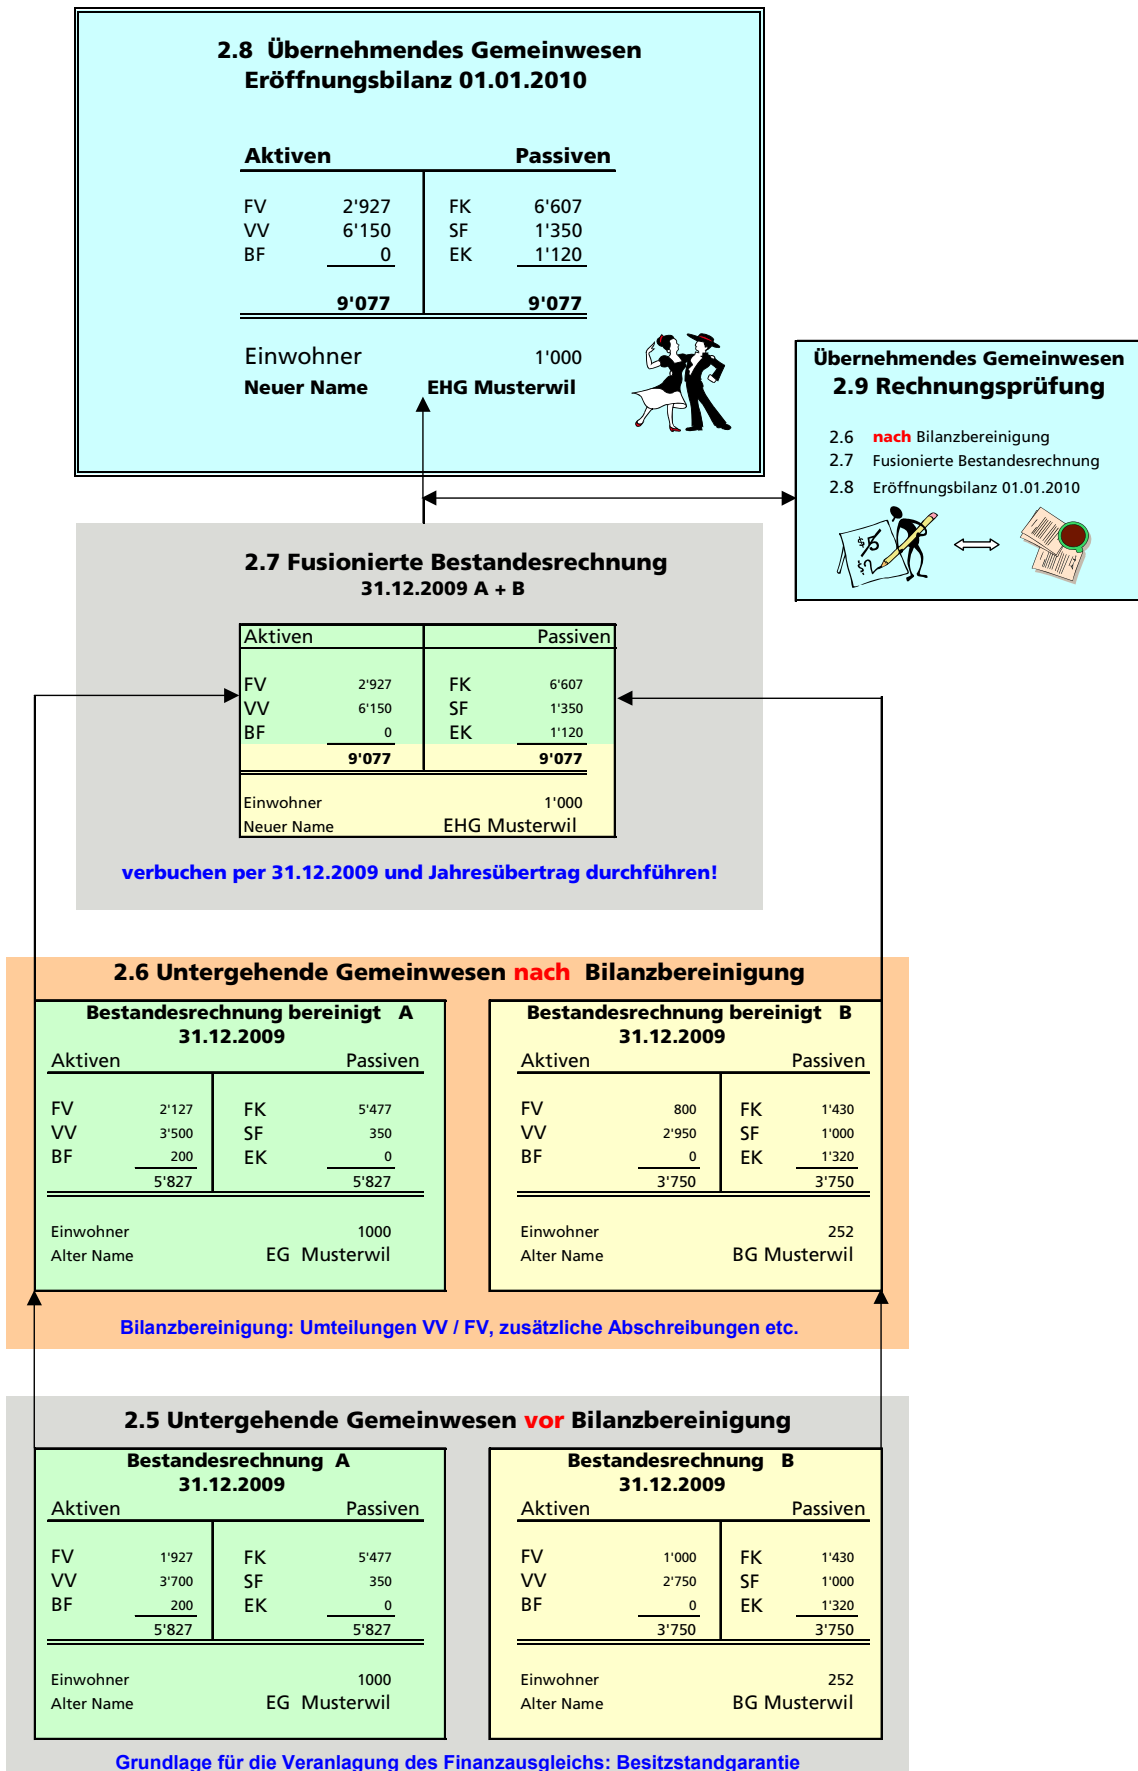 2.8 Übernehmendes Gemeinwesen
Eröffnungsbilanz 01.01.2010
Aktiven Passiven
FV 2'927 FK 6'607
VV 6'150 SF 1'350
BF 0 EK 1'120
9'077 9'077
Einwohner 1'000
Neuer Name EHG Musterwil
Übernehmendes Gemeinwesen
2.9 Rechnungsprüfung
2.6 nach Bilanzbereinigung
2.7 Fusionierte Bestandesrechnung
2.8 Eröffnungsbilanz 01.01.2010
$5
$2
2.7 Fusionierte Bestandesrechnung
31.12.2009 A + B
Aktiven Passiven
FV 2'927 FK 6'607
VV 6'150 SF 1'350
BF 0 EK 1'120
9'077 9'077
Einwohner 1'000
Neuer Name EHG Musterwil
verbuchen per 31.12.2009 und Jahresübertrag durchführen!
2.6 Untergehende Gemeinwesen nach Bilanzbereinigung
Bestandesrechnung bereinigt A
31.12.2009
Aktiven Passiven
FV 2'127 FK 5'477
VV 3'500 SF 350
BF 200 EK 0
5'827 5'827
Einwohner 1000
Alter Name EG Musterwil
Bestandesrechnung bereinigt B
31.12.2009
Aktiven Passiven
FV 800 FK 1'430
VV 2'950 SF 1'000
BF 0 EK 1'320
3'750 3'750
Einwohner 252
Alter Name BG Musterwil
Bilanzbereinigung: Umteilungen VV / FV, zusätzliche Abschreibungen etc.
2.5 Untergehende Gemeinwesen vor Bilanzbereinigung
Bestandesrechnung A
31.12.2009
Aktiven Passiven
FV 1'927 FK 5'477
VV 3'700 SF 350
BF 200 EK 0
5'827 5'827
Einwohner 1000
Alter Name EG Musterwil
Bestandesrechnung B
31.12.2009
Aktiven Passiven
FV 1'000 FK 1'430
VV 2'750 SF 1'000
BF 0 EK 1'320
3'750 3'750
Einwohner 252
Alter Name BG Musterwil
Grundlage für die Veranlagung des Finanzausgleichs: Besitzstandgarantie